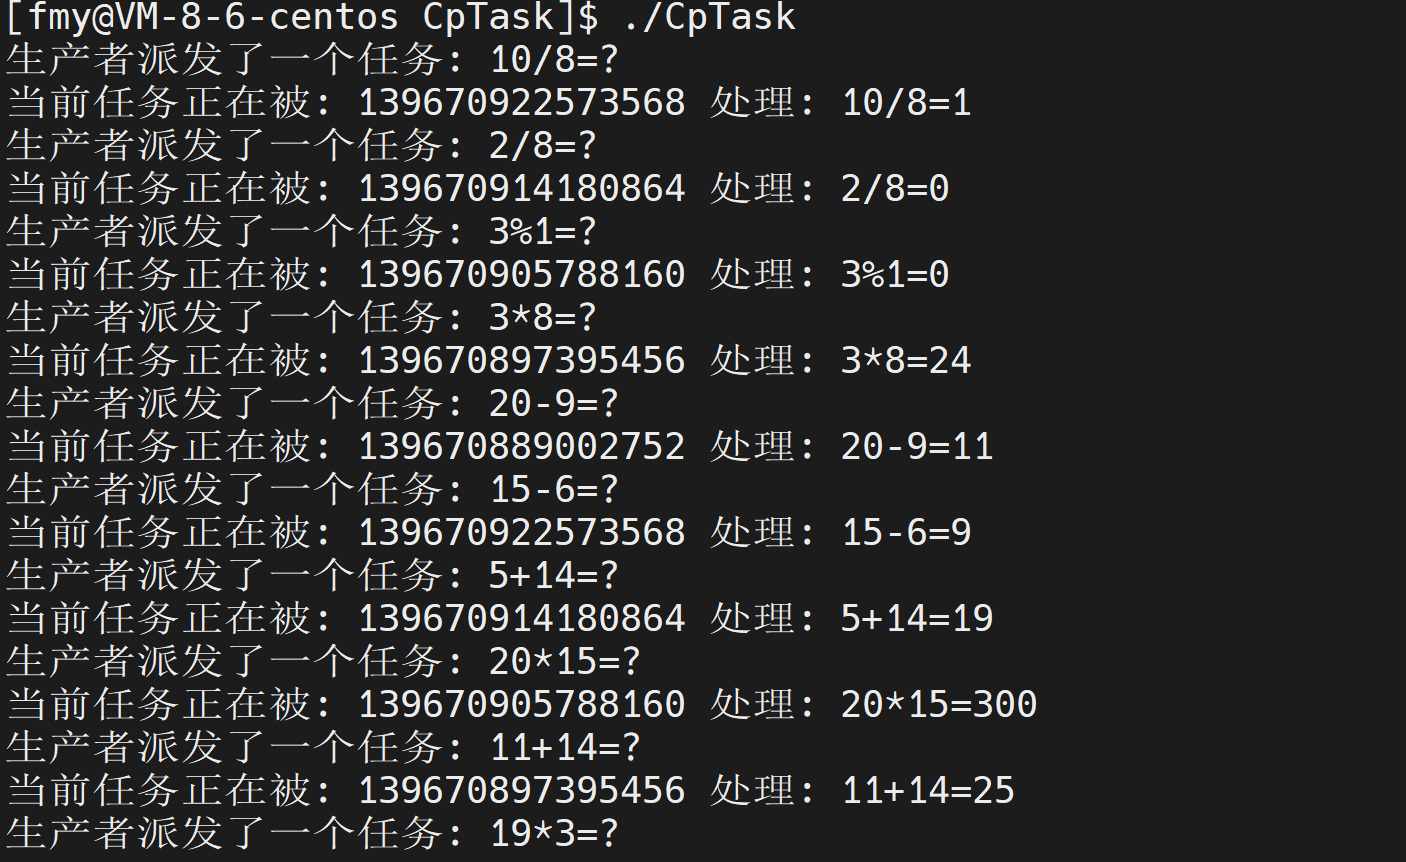 [fmy@VM-8-6-centos CpTask]$ ./CpTask
生产者派发了一个任务: 10/8=?
当前任务正在被: 139670922573568 处理: 10/8=1
生产者派发了一个任务: 2/8=?
当前任务正在被: 139670914180864 处理: 2/8=0
生产者派发了一个任务: 3%1=?
当前任务正在被: 139670905788160 处理: 3%1=0
生产者派发了一个任务: 3*8=?
当前任务正在被: 139670897395456 处理: 3*8=24
生产者派发了一个任务: 20-9=?
当前任务正在被: 139670889002752 处理: 20-9=11
生产者派发了一个任务: 15-6=?
当前任务正在被: 139670922573568 处理: 15-6=9
生产者派发了一个任务: 5+14=?
当前任务正在被: 139670914180864 处理: 5+14=19
生产者派发了一个任务: 20*15=?
当前任务正在被: 139670905788160 处理: 20*15=300
生产者派发了一个任务: 11+14=?
当前任务正在被: 139670897395456 处理: 11+14=25
生产者派发了一个任务: 19*3=?